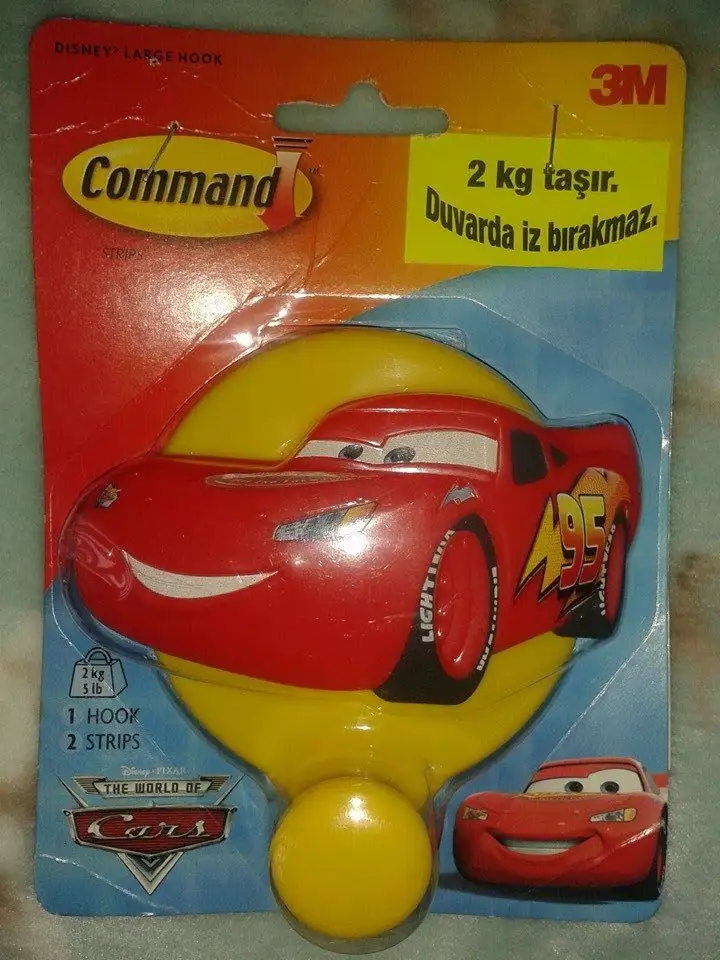 DISNEY® LARGE HOOK
3M
Command™
STRIPS
2 kg taşır.
Duvarda iz bırakmaz.
95
LIGHTYEAR
2 kg
5 lb
1 HOOK
2 STRIPS
Disney • PIXAR
THE WORLD OF
Cars